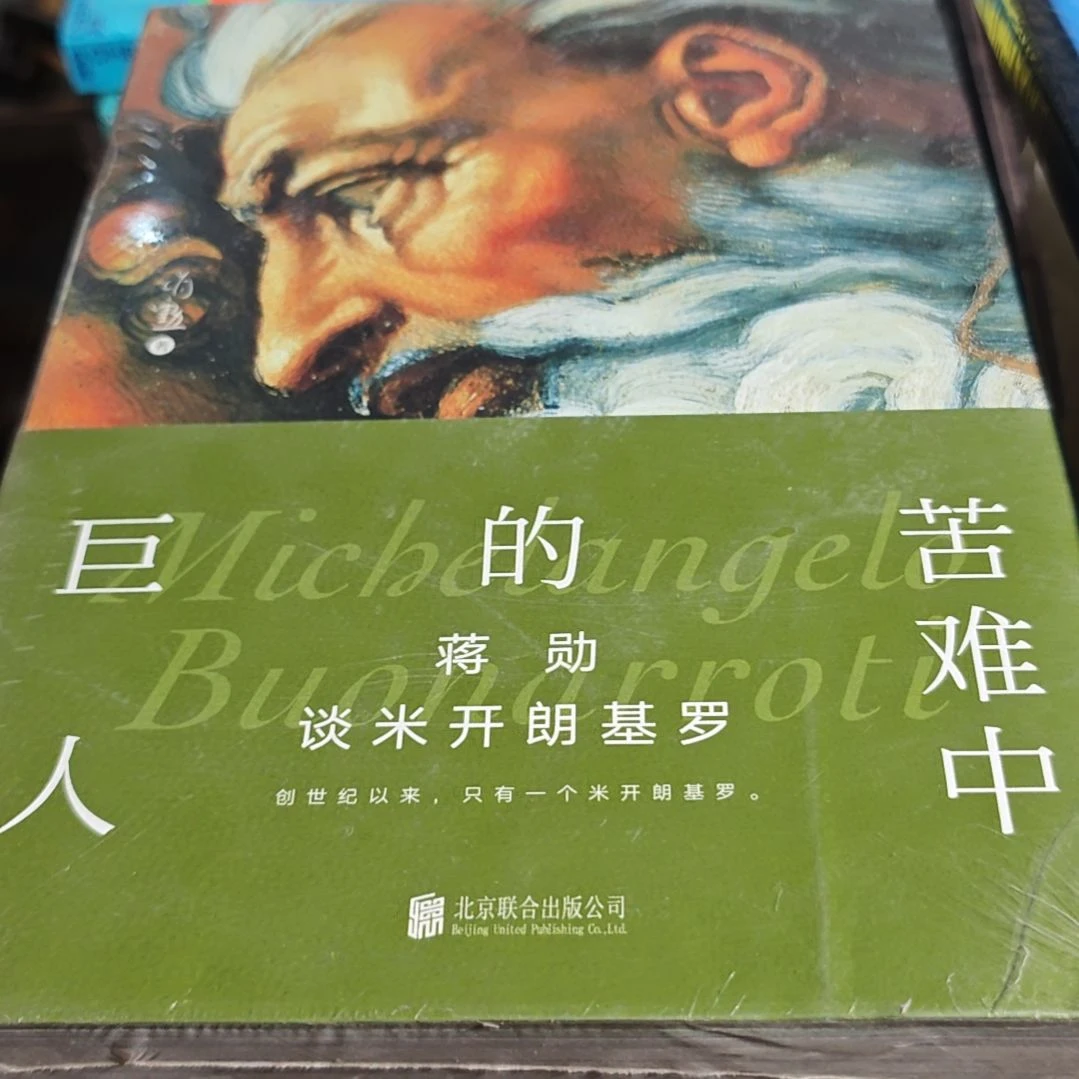 苦难中
的
巨人
Michelangelo
Buonarroti
蒋勋
谈米开朗基罗
创世纪以来，只有一个米开朗基罗。
北京联合出版公司
Beijing United Publishing Co.,Ltd.